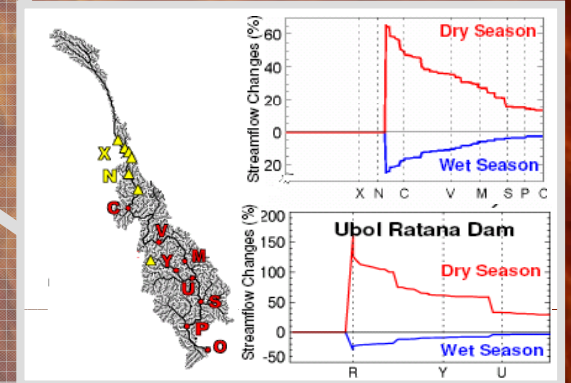 X
N
C
V
M
Y
U
S
P
O
Streamflow Changes (%)
60
40
20
0
20
Dry Season
Wet Season
X N C V M S P C
Streamflow Changes (%)
200
150
100
50
0
-50
Ubol Ratana Dam
Dry Season
Wet Season
R Y U